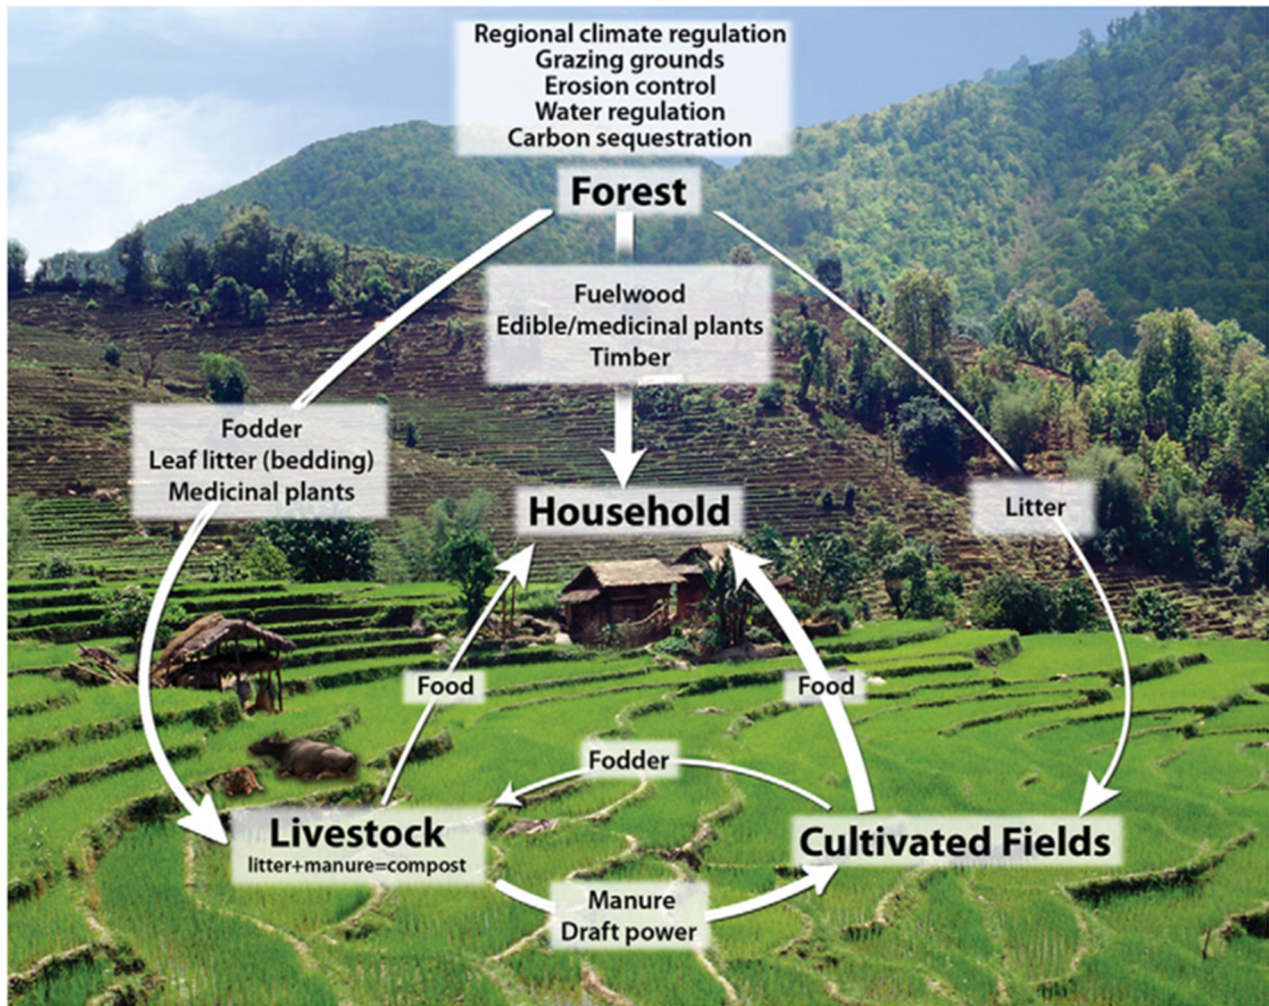 Regional climate regulation
Grazing grounds
Erosion control
Water regulation
Carbon sequestration
Forest
Fuelwood
Edible/medicinal plants
Timber
Fodder
Leaf litter (bedding)
Medicinal plants
Household
Litter
Food
Food
Fodder
Livestock
litter+manure=compost
Cultivated Fields
Manure
Draft power